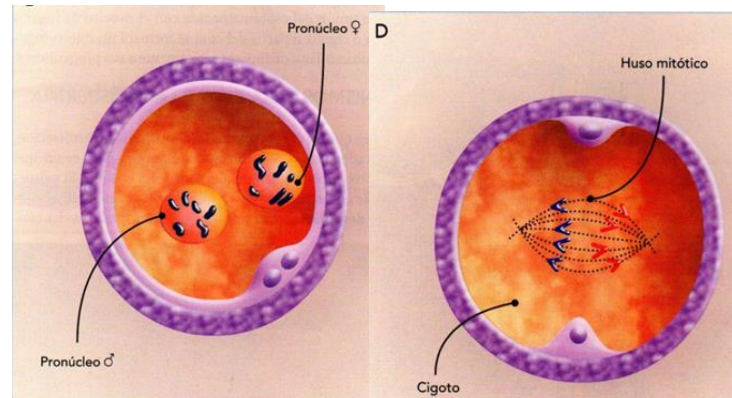 Pronúcleo ♀
D
Huso mitótico
Pronúcleo ♂
Cigoto